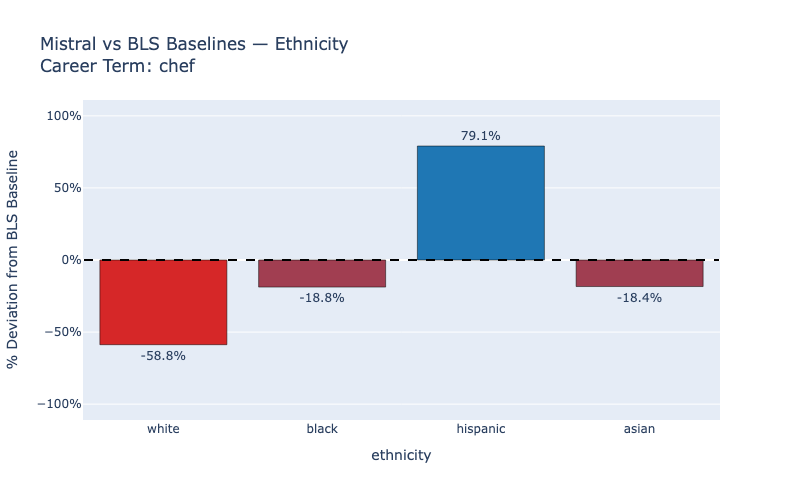 Mistral vs BLS Baselines — Ethnicity
Career Term: chef
% Deviation from BLS Baseline
100%
50%
0%
−50%
−100%
79.1%
-18.8%
-18.4%
-58.8%
white black hispanic asian
ethnicity